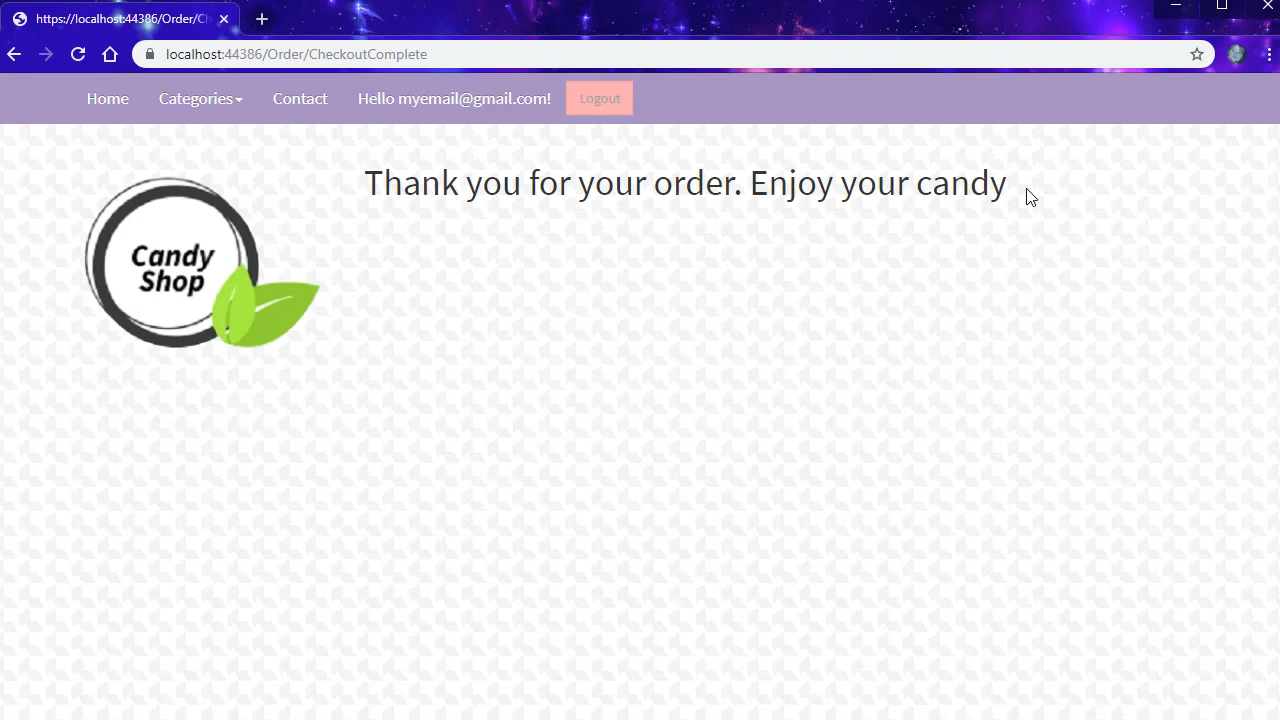 https://localhost:44386/Order/Ch
localhost:44386/Order/CheckoutComplete
Home Categories Contact Hello myemail@gmail.com! Logout
Thank you for your order. Enjoy your candy
Candy
Shop